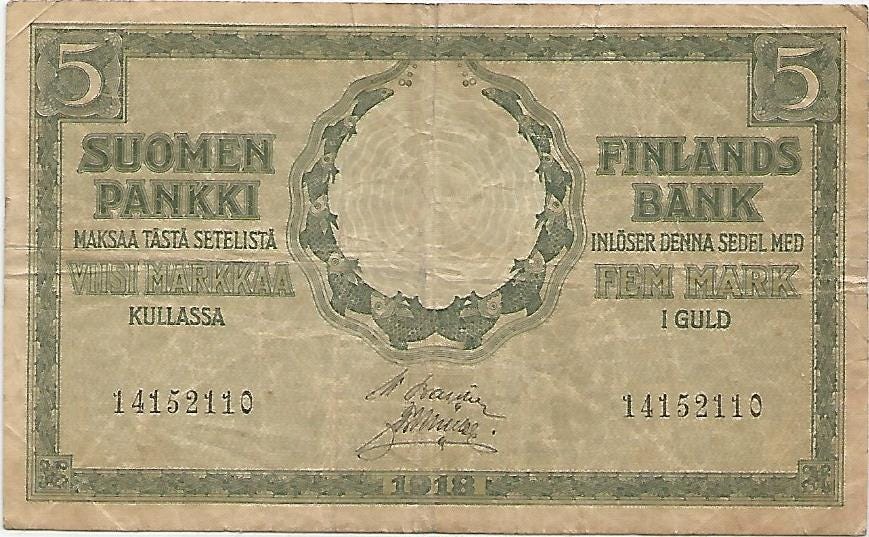 5
5
SUOMEN
PANKKI
MAKSAA TÄSTÄ SETELISTÄ
VIISI MARKKAA
KULLASSA
14152110
FINLANDS
BANK
INLÖSER DENNA SEDEL MED
FEM MARK
I GULD
14152110
1918